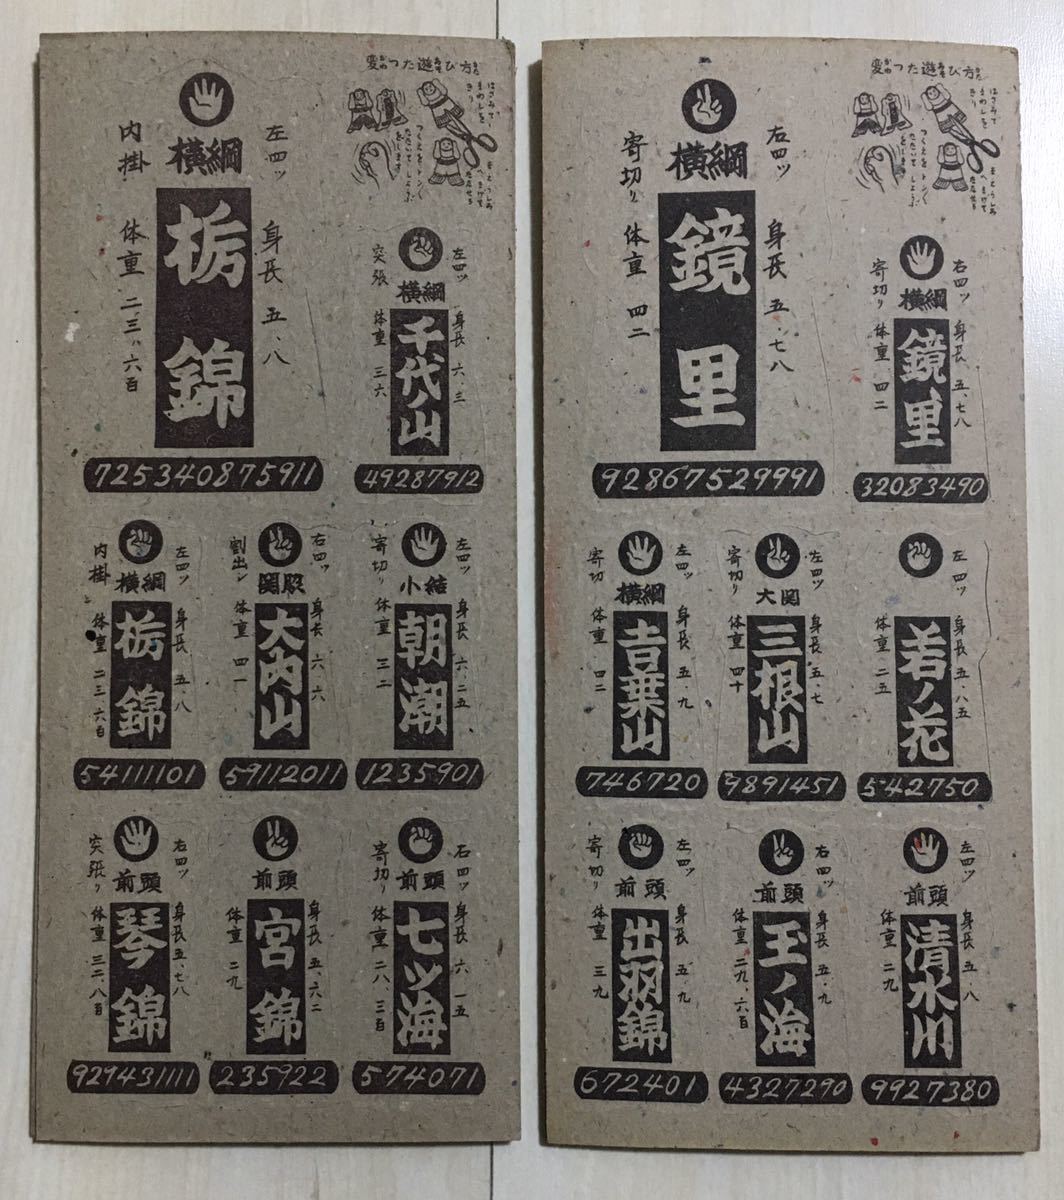 変つた遊び方
左四ツ
横綱
内掛
身長 五、八
栃錦
体重 二三、六百
725340875911
左四ツ
突張
横綱
身長 六、三
千代ノ山
体重 三六
49287912
左四ツ
横綱
内掛
身長 五、八
栃錦
体重 二三、六百
54111101
右四ツ
関脇
割出シ
身長 六、六
大内山
体重 四一
59112011
左四ツ
小結
寄切り
身長 六、二五
朝潮
体重 三二
1235901
右四ツ
前頭
突張り
身長 五、七八
琴錦
体重 三二、八百
929431111
前頭
身長 五、六二
宮錦
体重 二九
235922
右四ツ
前頭
寄切り
身長 六、一五
七ツ海
体重 二八、三百
574071
変つた遊び方
右四ツ
横綱
寄切り
身長 五、七八
鏡里
体重 四二
92867529991
右四ツ
横綱
寄切り
身長 五、七八
鏡里
体重 四二
32083490
左四ツ
横綱
寄切
身長 五、九
吉葉山
体重 四二
746720
左四ツ
大関
寄切り
身長 五、七
三根山
体重 四十
9891451
左四ツ
身長 五、八五
若ノ花
体重 二五
542750
左四ツ
前頭
寄切り
身長 五、九
出羽錦
体重 三九
672401
右四ツ
前頭
身長 五、九
玉ノ海
体重 二九、六百
4327290
左四ツ
前頭
身長 五、八
清水川
体重 二九
9927380